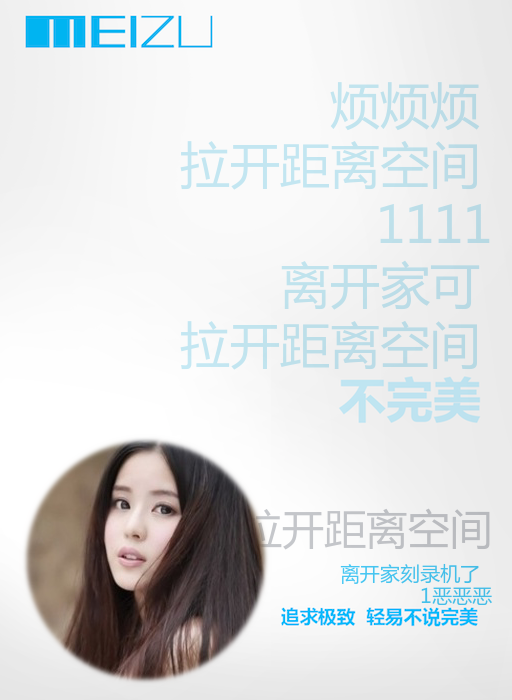 MEIZU
烦烦烦
拉开距离空间
1111
离开家可
拉开距离空间
不完美
拉开距离空间
离开家刻录机了
1恶恶恶
追求极致 轻易不说完美